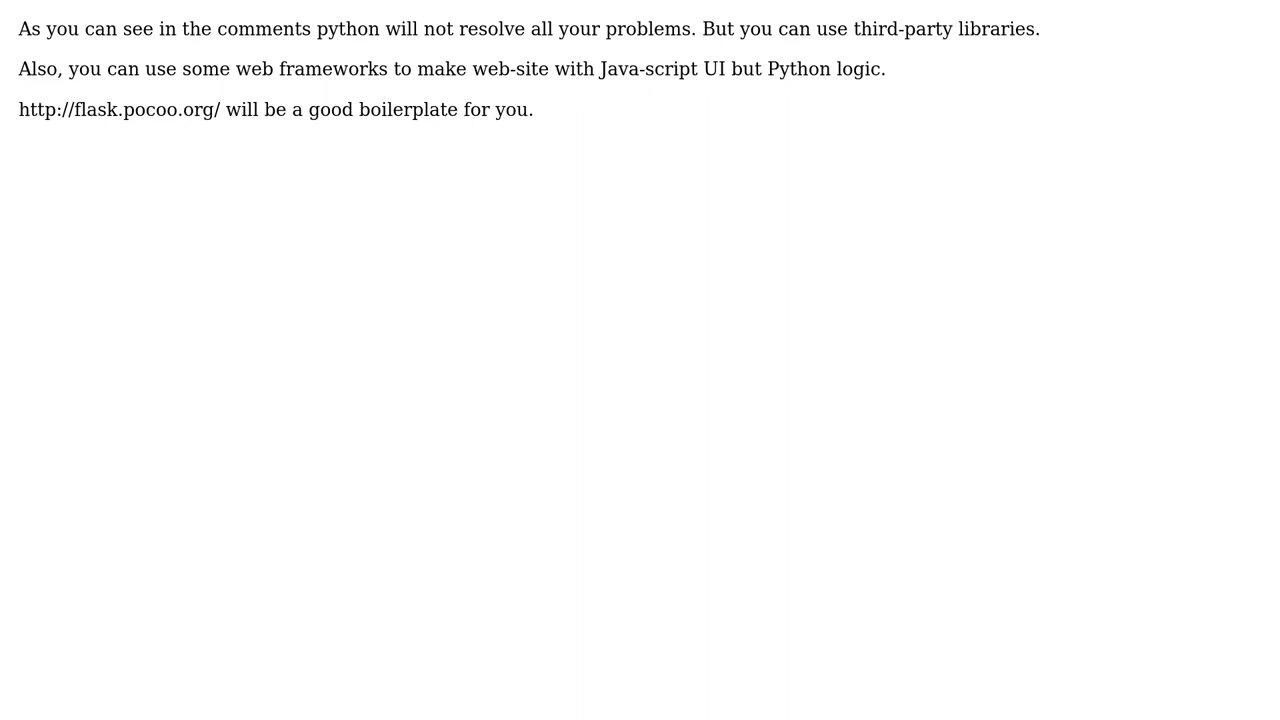 As you can see in the comments python will not resolve all your problems. But you can use third-party libraries.
Also, you can use some web frameworks to make web-site with Java-script UI but Python logic.
http://flask.pocoo.org/ will be a good boilerplate for you.